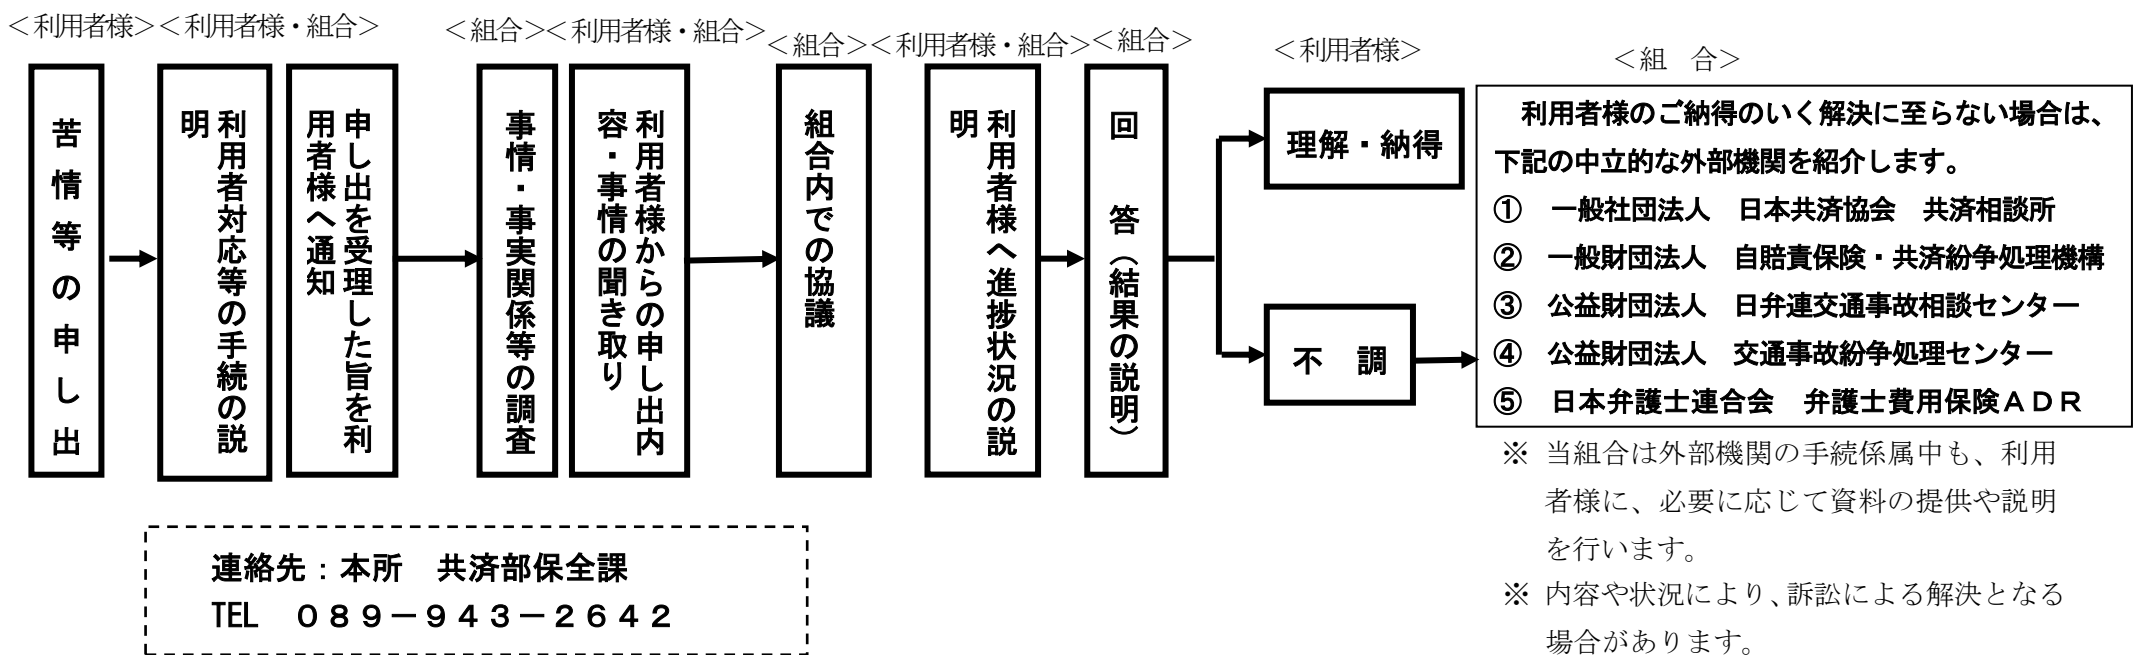 ＜利用者様＞
＜利用者様・組合＞
＜組合＞
＜利用者様・組合＞
＜組合＞
＜利用者様・組合＞
＜組合＞
＜利用者様＞
＜組　合＞
苦情等の申し出
利用者対応等の手続の説
明
申し出を受理した旨を利
用者様へ通知
事情・事実関係等の調査
利用者様からの申し出内
容・事情の聞き取り
組合内での協議
利用者様へ進捗状況の説
明
回　答（結果の説明）
理解・納得
不　調
利用者様のご納得のいく解決に至らない場合は、
下記の中立的な外部機関を紹介します。
①　一般社団法人　日本共済協会　共済相談所
②　一般財団法人　自賠責保険・共済紛争処理機構
③　公益財団法人　日弁連交通事故相談センター
④　公益財団法人　交通事故紛争処理センター
⑤　日本弁護士連合会　弁護士費用保険ＡＤＲ
※ 当組合は外部機関の手続係属中も、利用
者様に、必要に応じて資料の提供や説明
を行います。
※ 内容や状況により、訴訟による解決となる
場合があります。
連絡先：本所　共済部保全課
TEL　０８９－９４３－２６４２